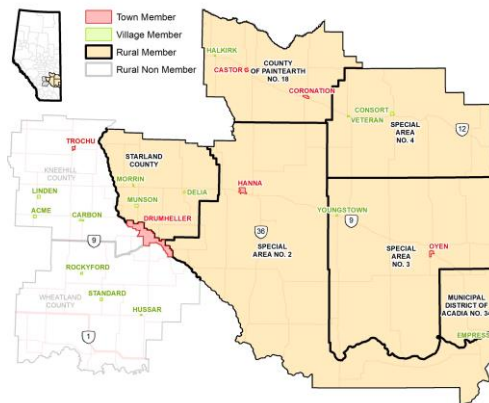 Town Member
Village Member
Rural Member
Rural Non Member
HALKIRK
CASTOR
COUNTY
OF PAINTEARTH
NO. 18
CORONATION
CONSORT
VETERAN
SPECIAL
AREA
NO. 4
12
TROCHU
KNEEHILL
COUNTY
STARLAND
COUNTY
MORRIN
DELIA
MUNSON
LINDEN
ACME
CARBON
DRUMHELLER
HANNA
YOUNGSTOWN
9
9
36
SPECIAL
AREA NO. 2
SPECIAL
AREA
NO. 3
OYEN
ROCKYFORD
WHEATLAND
COUNTY
STANDARD
HUSSAR
1
MUNICIPAL
DISTRICT OF
ACADIA NO. 34
EMPRESS